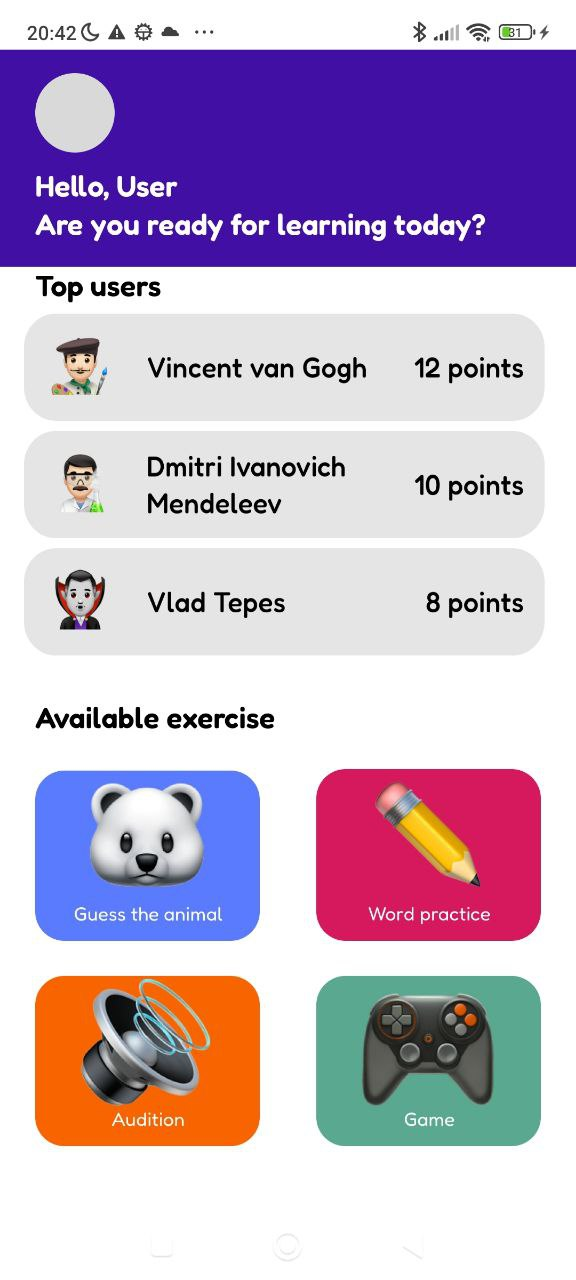 20:42
31
Hello, User
Are you ready for learning today?
Top users
Vincent van Gogh 12 points
Dmitri Ivanovich
Mendeleev 10 points
Vlad Tepes 8 points
Available exercise
Guess the animal Word practice
Audition Game